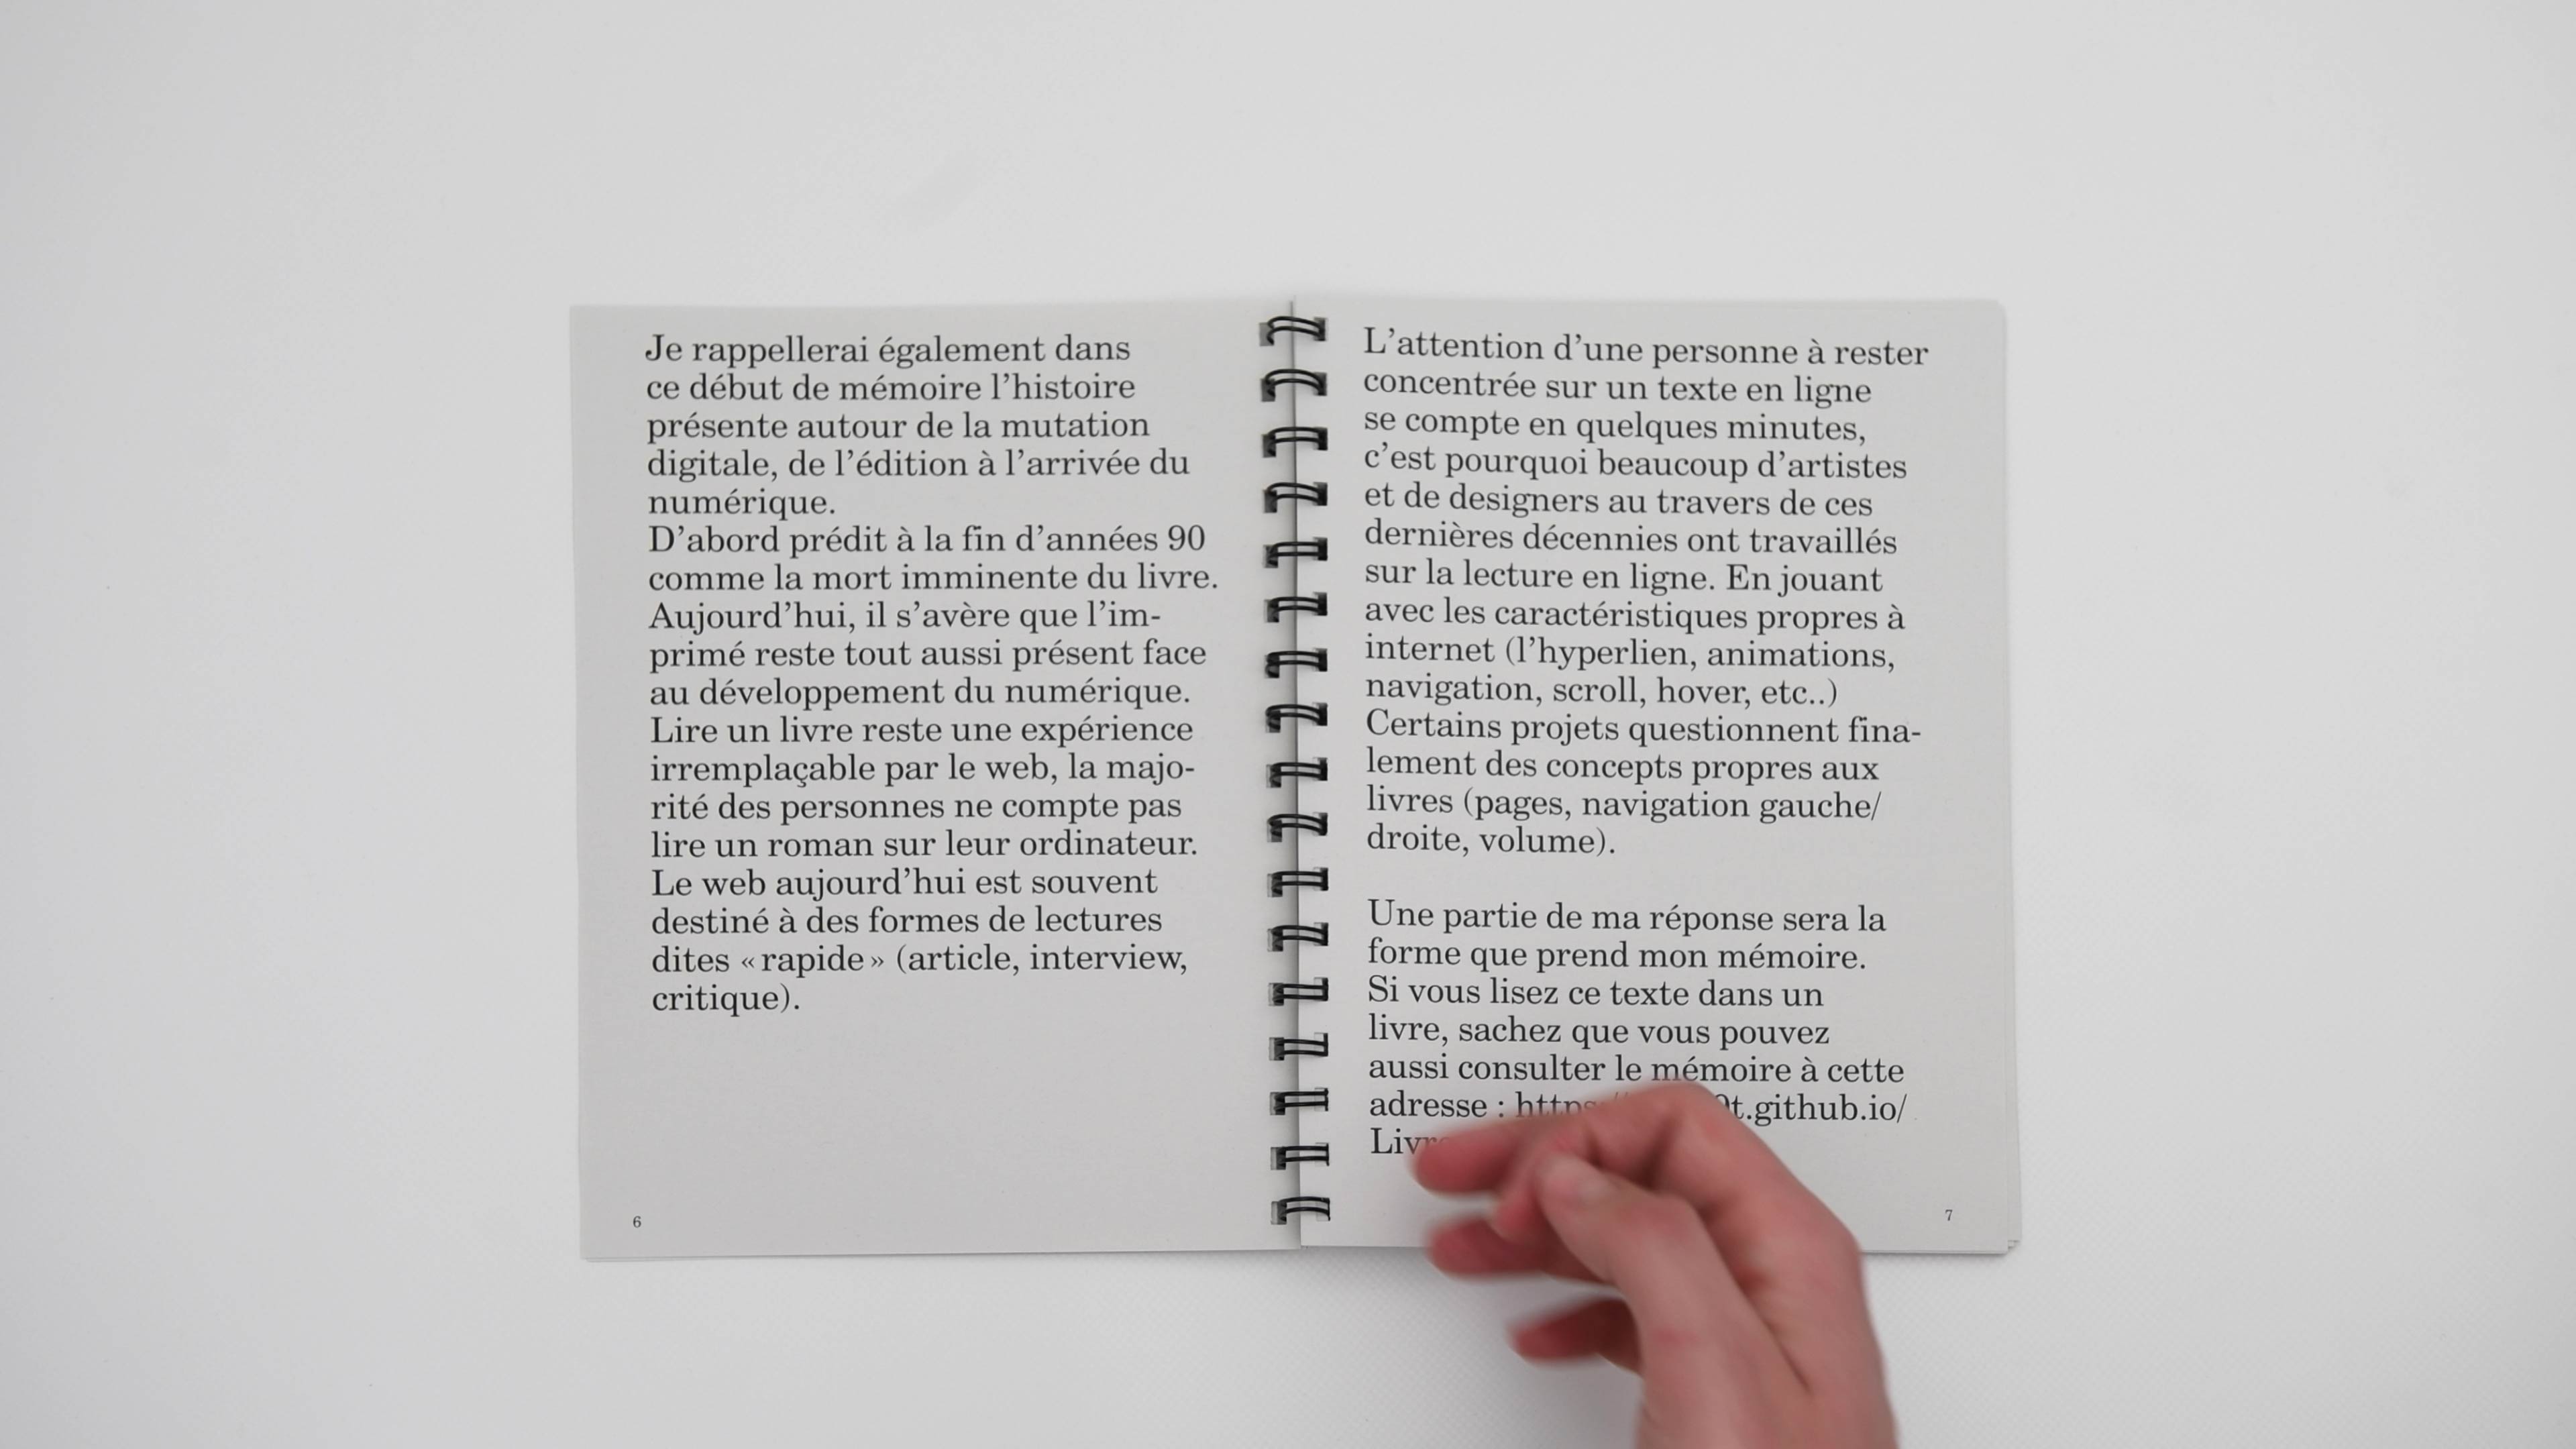 Je rappellerai également dans
ce début de mémoire l’histoire
présente autour de la mutation
digitale, de l’édition à l’arrivée du
numérique.
D’abord prédit à la fin d’années 90
comme la mort imminente du livre.
Aujourd’hui, il s’avère que l’im-
primé reste tout aussi présent face
au développement du numérique.
Lire un livre reste une expérience
irremplaçable par le web, la majo-
rité des personnes ne compte pas
lire un roman sur leur ordinateur.
Le web aujourd’hui est souvent
destiné à des formes de lectures
dites « rapide » (article, interview,
critique).
6
L’attention d’une personne à rester
concentrée sur un texte en ligne
se compte en quelques minutes,
c’est pourquoi beaucoup d’artistes
et de designers au travers de ces
dernières décennies ont travaillés
sur la lecture en ligne. En jouant
avec les caractéristiques propres à
internet (l’hyperlien, animations,
navigation, scroll, hover, etc..)
Certains projets questionnent fina-
lement des concepts propres aux
livres (pages, navigation gauche/
droite, volume).
Une partie de ma réponse sera la
forme que prend mon mémoire.
Si vous lisez ce texte dans un
livre, sachez que vous pouvez
aussi consulter le mémoire à cette
adresse : .github.io/
7